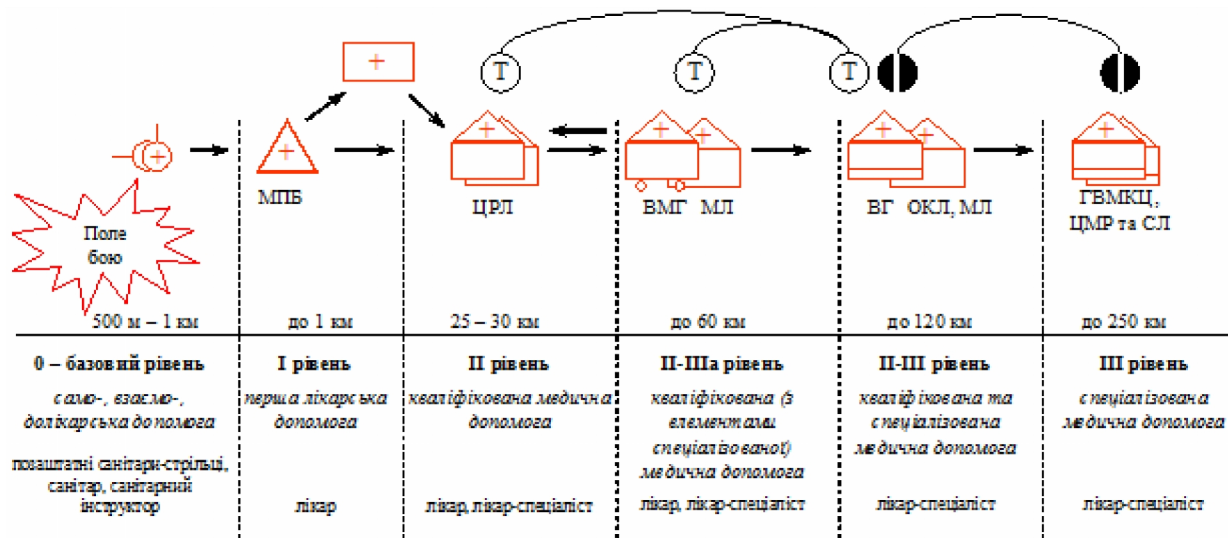 Т
Т
Т
МПБ
ЦРЛ
ВМГ МЛ
ВГ ОКЛ, МЛ
ГВМКЦ,
ЦМР та СЛ
Поле
бою
500 м – 1 км
до 1 км
25 – 30 км
до 60 км
до 120 км
до 250 км
0 – базовий рівень
І рівень
ІІ рівень
ІІ-ІІІа рівень
ІІ-ІІІ рівень
ІІІ рівень
само-, взаємо-,
долікарська допомога
перша лікарська
допомога
кваліфікована медична
допомога
кваліфікована (з
елементами
спеціалізованої)
медична допомога
кваліфікована та
спеціалізована
медична допомога
спеціалізована
медична допомога
позаштатні санітари-стрільці,
санітар, санітарний
інструктор
лікар
лікар, лікар-спеціаліст
лікар, лікар-спеціаліст
лікар-спеціаліст
лікар-спеціаліст